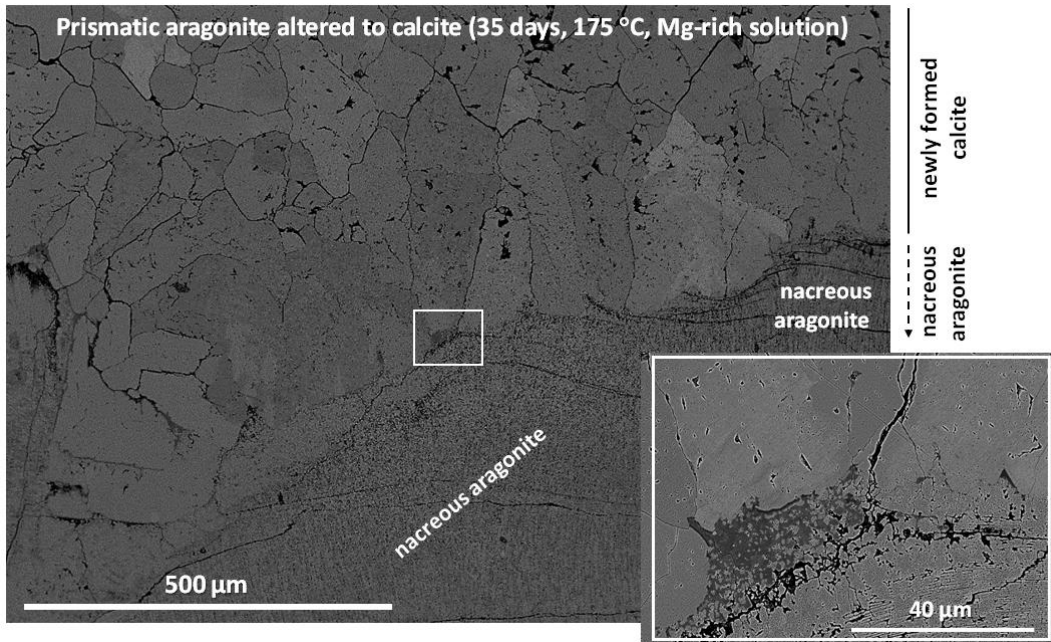 Prismatic aragonite altered to calcite (35 days, 175 °C, Mg-rich solution)
newly formed
calcite
nacreous
aragonite
nacreous
aragonite
nacreous aragonite
500 µm
40 µm